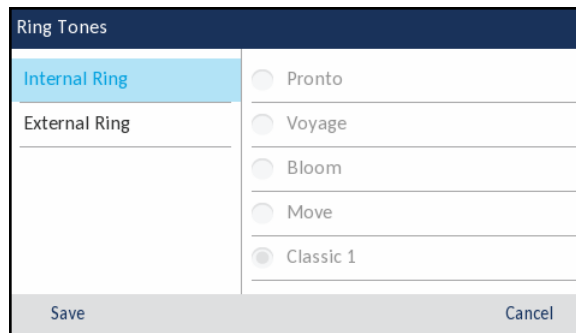 Ring Tones
Internal Ring
External Ring
Pronto
Voyage
Bloom
Move
Classic 1
Save
Cancel